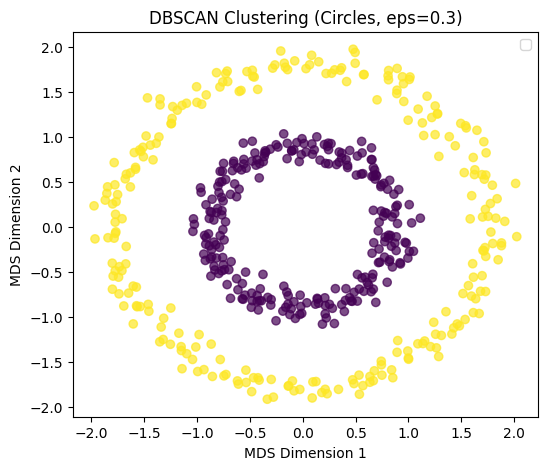 DBSCAN Clustering (Circles, eps=0.3)
2.0
1.5
1.0
0.5
0.0
−0.5
−1.0
−1.5
−2.0
MDS Dimension 2
−2.0 −1.5 −1.0 −0.5 0.0 0.5 1.0 1.5 2.0
MDS Dimension 1